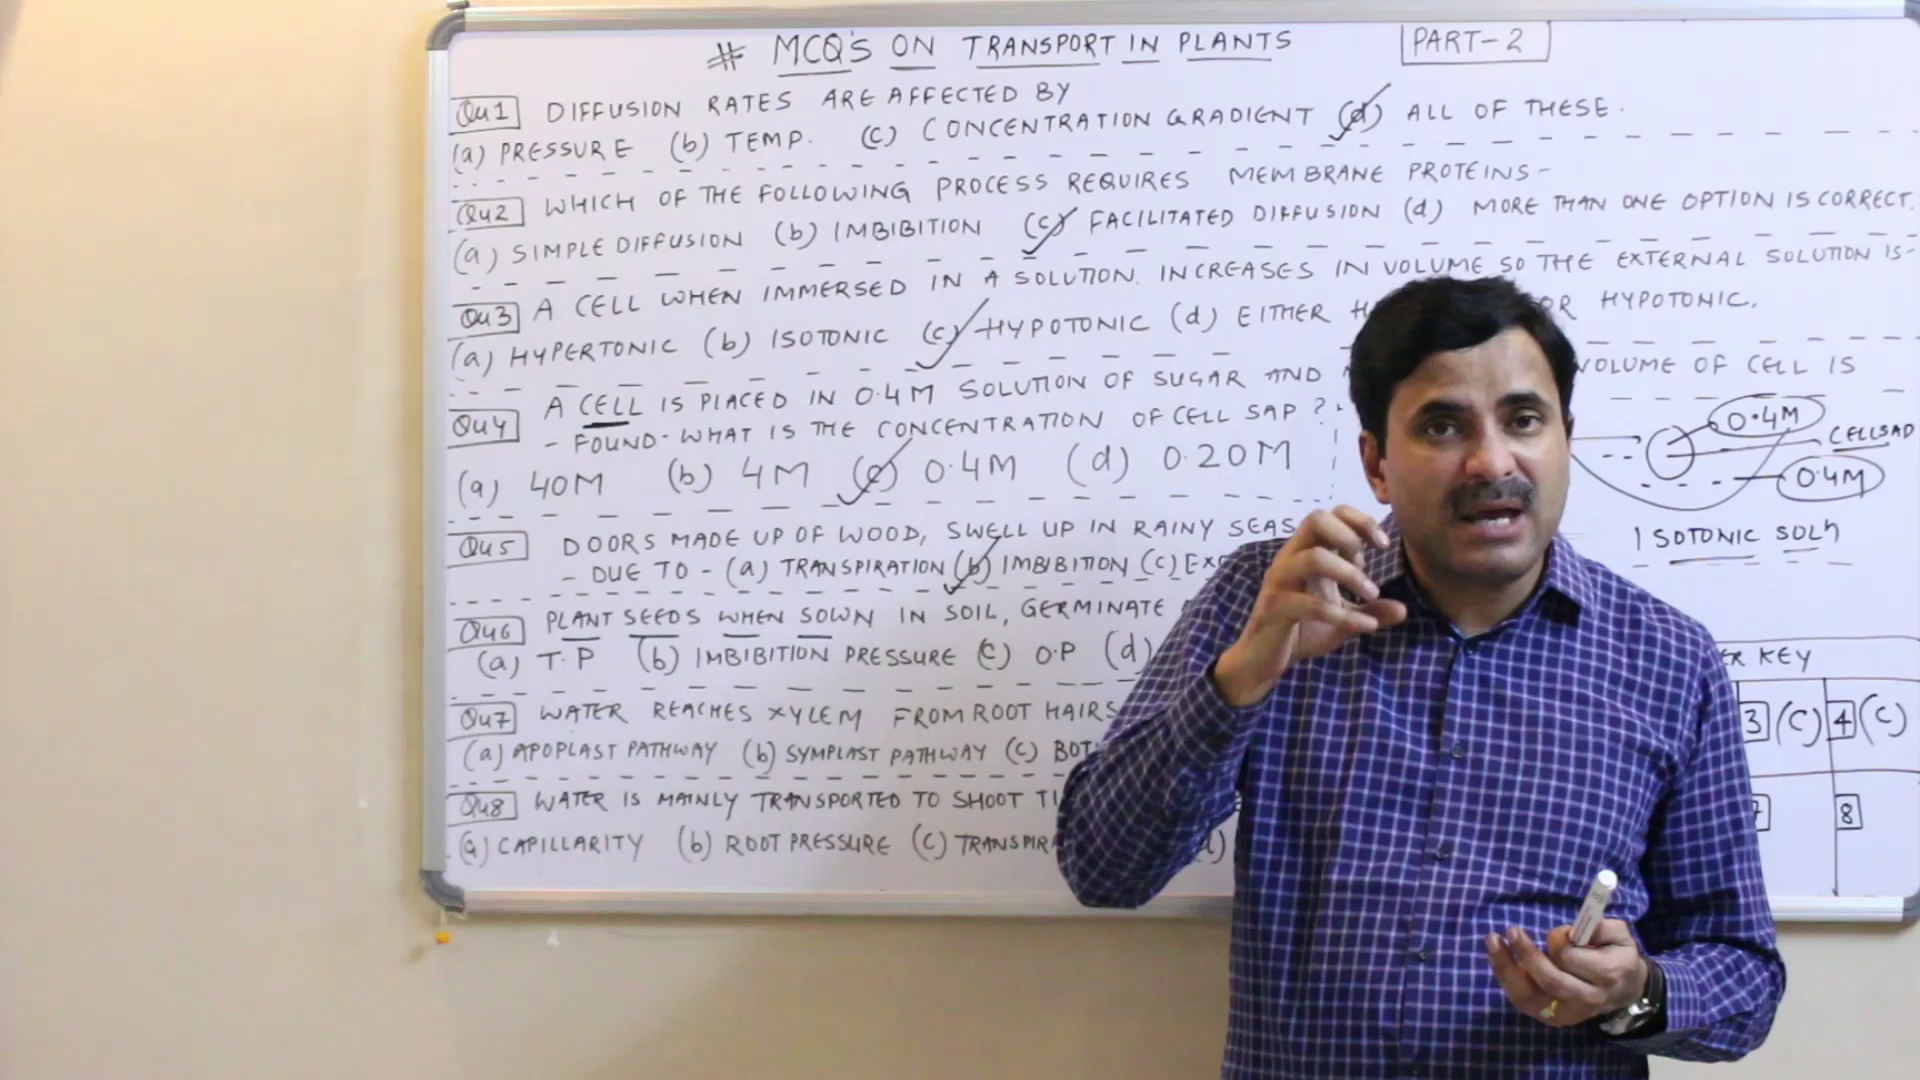 # MCQ'S ON TRANSPORT IN PLANTS PART-2
Qu1 DIFFUSION RATES ARE AFFECTED BY
(a) PRESSURE (b) TEMP. (c) CONCENTRATION GRADIENT (d) ALL OF THESE.
Qu2 WHICH OF THE FOLLOWING PROCESS REQUIRES MEMBRANE PROTEINS-
(a) SIMPLE DIFFUSION (b) IMBIBITION (c) FACILITATED DIFFUSION (d) MORE THAN ONE OPTION IS CORRECT.
Qu3 A CELL WHEN IMMERSED IN A SOLUTION. INCREASES IN VOLUME SO THE EXTERNAL SOLUTION IS-
(a) HYPERTONIC (b) ISOTONIC (c) HYPOTONIC (d) EITHER OR HYPOTONIC.
Qu4 A CELL IS PLACED IN 0.4M SOLUTION OF SUGAR AND VOLUME OF CELL IS
- FOUND. WHAT IS THE CONCENTRATION OF CELL SAP ?
(a) 40M (b) 4M (c) 0.4M (d) 0.20M
0.4M
CELLSAP
0.4M
ISOTONIC SOLn
Qu5 DOORS MADE UP OF WOOD, SWELL UP IN RAINY SEAS
- DUE TO - (a) TRANSPIRATION (b) IMBIBITION (c)
Qu6 PLANT SEEDS WHEN SOWN IN SOIL, GERMINATE
(a) T.P (b) IMBIBITION PRESSURE (c) O.P (d)
Qu7 WATER REACHES XYLEM FROM ROOT HAIRS
(a) APOPLAST PATHWAY (b) SYMPLAST PATHWAY (c) BOT
Qu8 WATER IS MAINLY TRANSPORTED TO SHOOT TI
(a) CAPILLARITY (b) ROOT PRESSURE (c) TRANSPIR (d)
ER KEY
3 (C) 4 (C)
7 8